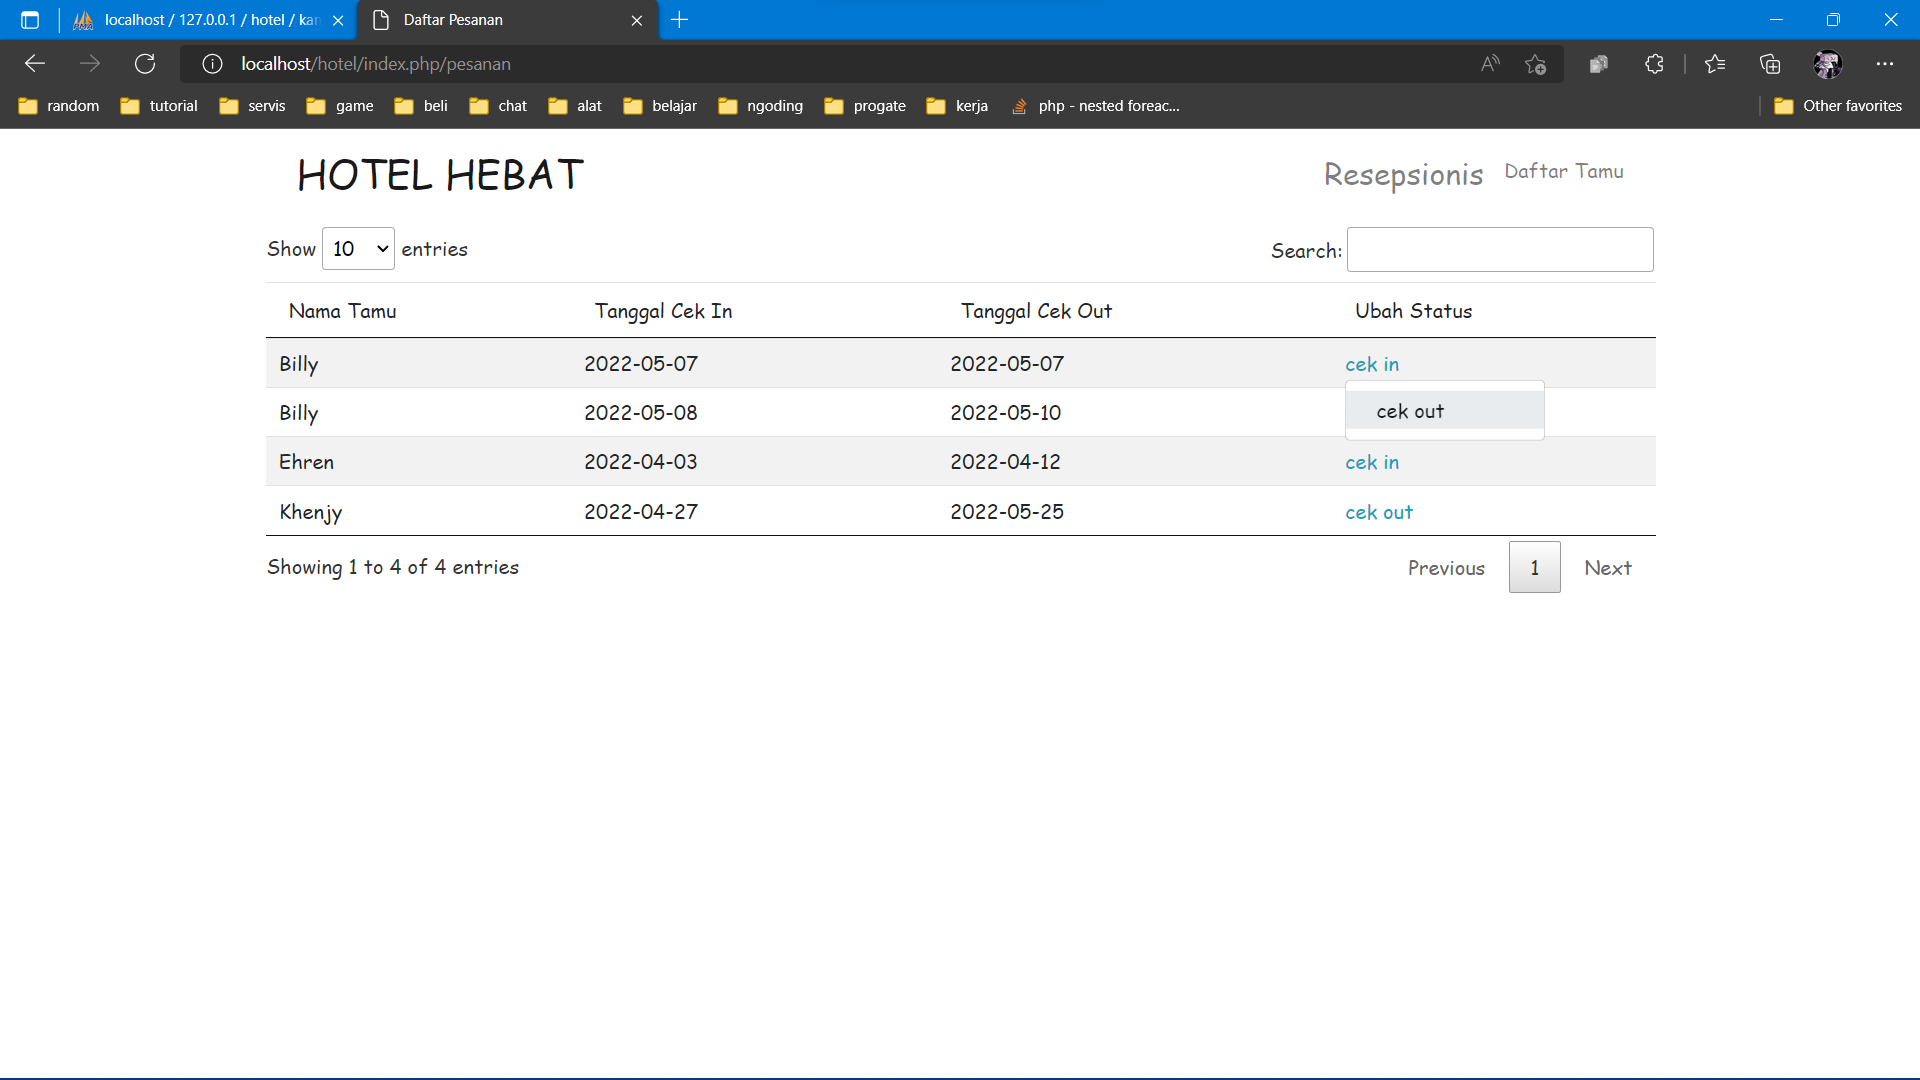 localhost / 127.0.0.1 / hotel / kan
Daftar Pesanan
localhost/hotel/index.php/pesanan
random tutorial servis game beli chat alat belajar ngoding progate kerja php - nested foreac... Other favorites
HOTEL HEBAT Resepsionis Daftar Tamu
Show 10 entries Search:
Nama Tamu Tanggal Cek In Tanggal Cek Out Ubah Status
Billy 2022-05-07 2022-05-07 cek in
Billy 2022-05-08 2022-05-10 cek out
Ehren 2022-04-03 2022-04-12 cek in
Khenjy 2022-04-27 2022-05-25 cek out
Showing 1 to 4 of 4 entries Previous 1 Next